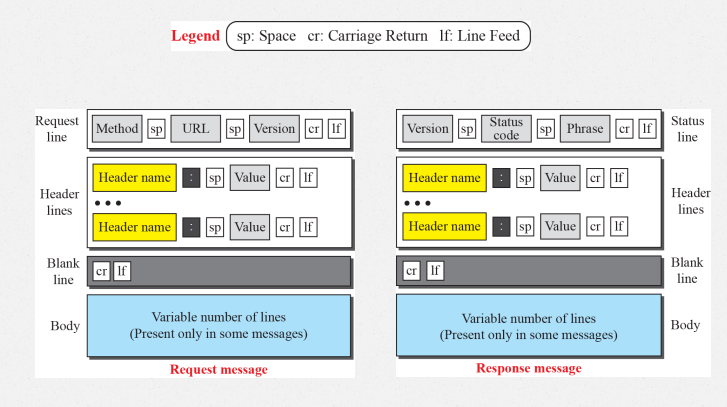 Legend sp: Space cr: Carriage Return lf: Line Feed
Request line
Method sp URL sp Version cr lf
Header lines
Header name : sp Value cr lf
•••
Header name : sp Value cr lf
Blank line
cr lf
Body
Variable number of lines
(Present only in some messages)
Request message
Version sp Status code sp Phrase cr lf
Status line
Header name : sp Value cr lf
•••
Header name : sp Value cr lf
Header lines
cr lf
Blank line
Variable number of lines
(Present only in some messages)
Body
Response message